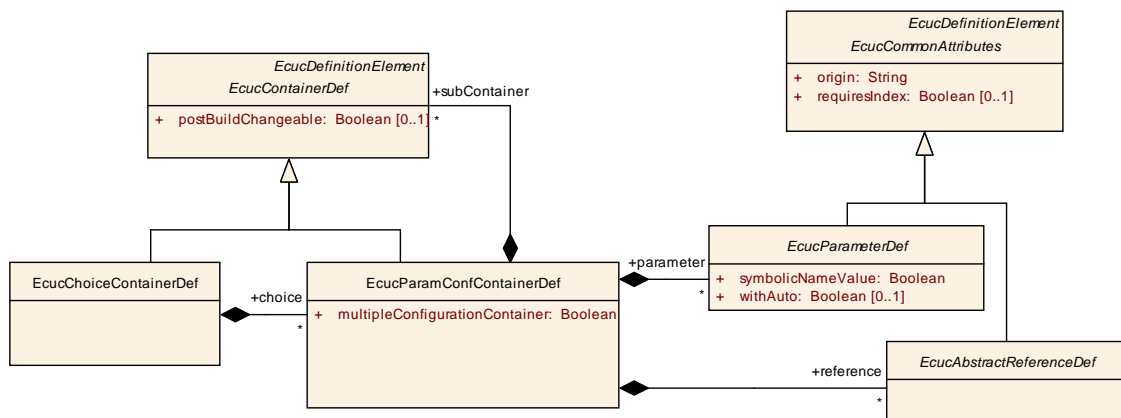 EcucDefinitionElement
EcucContainerDef
+ postBuildChangeable: Boolean [0..1]
+subContainer
*
EcucDefinitionElement
EcucCommonAttributes
+ origin: String
+ requiresIndex: Boolean [0..1]
EcucChoiceContainerDef
+choice
*
EcucParamConfContainerDef
+ multipleConfigurationContainer: Boolean
+parameter
*
EcucParameterDef
+ symbolicNameValue: Boolean
+ withAuto: Boolean [0..1]
+reference
*
EcucAbstractReferenceDef